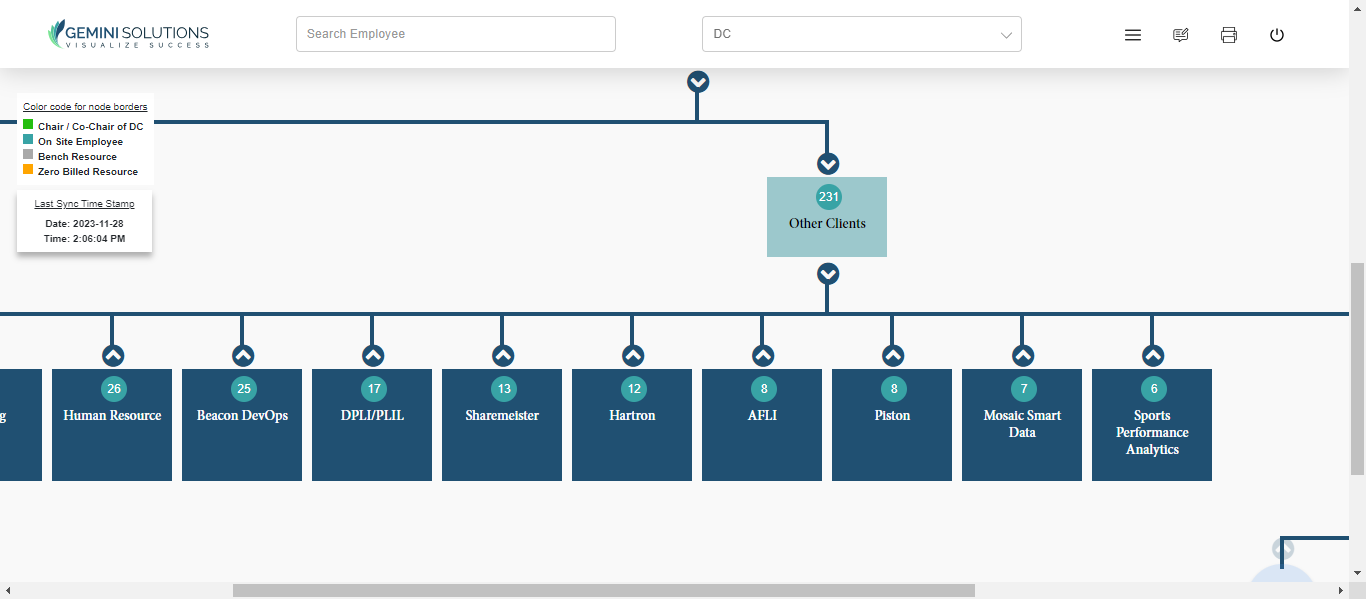 GEMINI SOLUTIONS
VISUALIZE SUCCESS
Search Employee
DC
Color code for node borders
Chair / Co-Chair of DC
On Site Employee
Bench Resource
Zero Billed Resource
Last Sync Time Stamp
Date: 2023-11-28
Time: 2:06:04 PM
231
Other Clients
g
26
Human Resource
25
Beacon DevOps
17
DPLI/PLIL
13
Sharemeister
12
Hartron
8
AFLI
8
Piston
7
Mosaic Smart
Data
6
Sports
Performance
Analytics